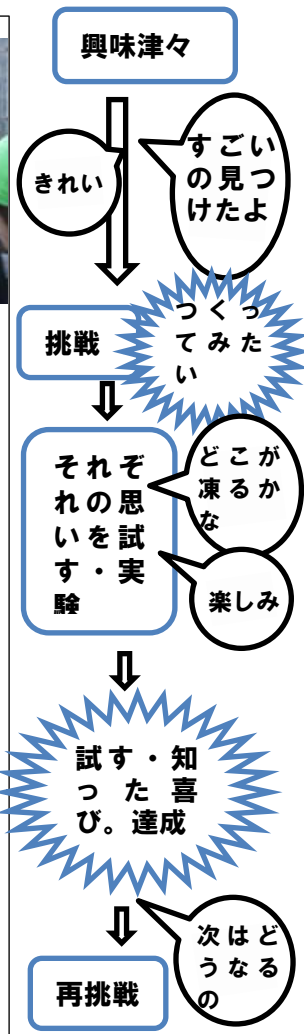 興味津々
きれい
すごい
の見つ
けたよ
挑戦
つくっ
てみた
い
それぞ
れの思
いを試
す・実
験
どこが
凍るか
な
楽しみ
試す・知
った喜
び。達成
次はど
うなる
の
再挑戦